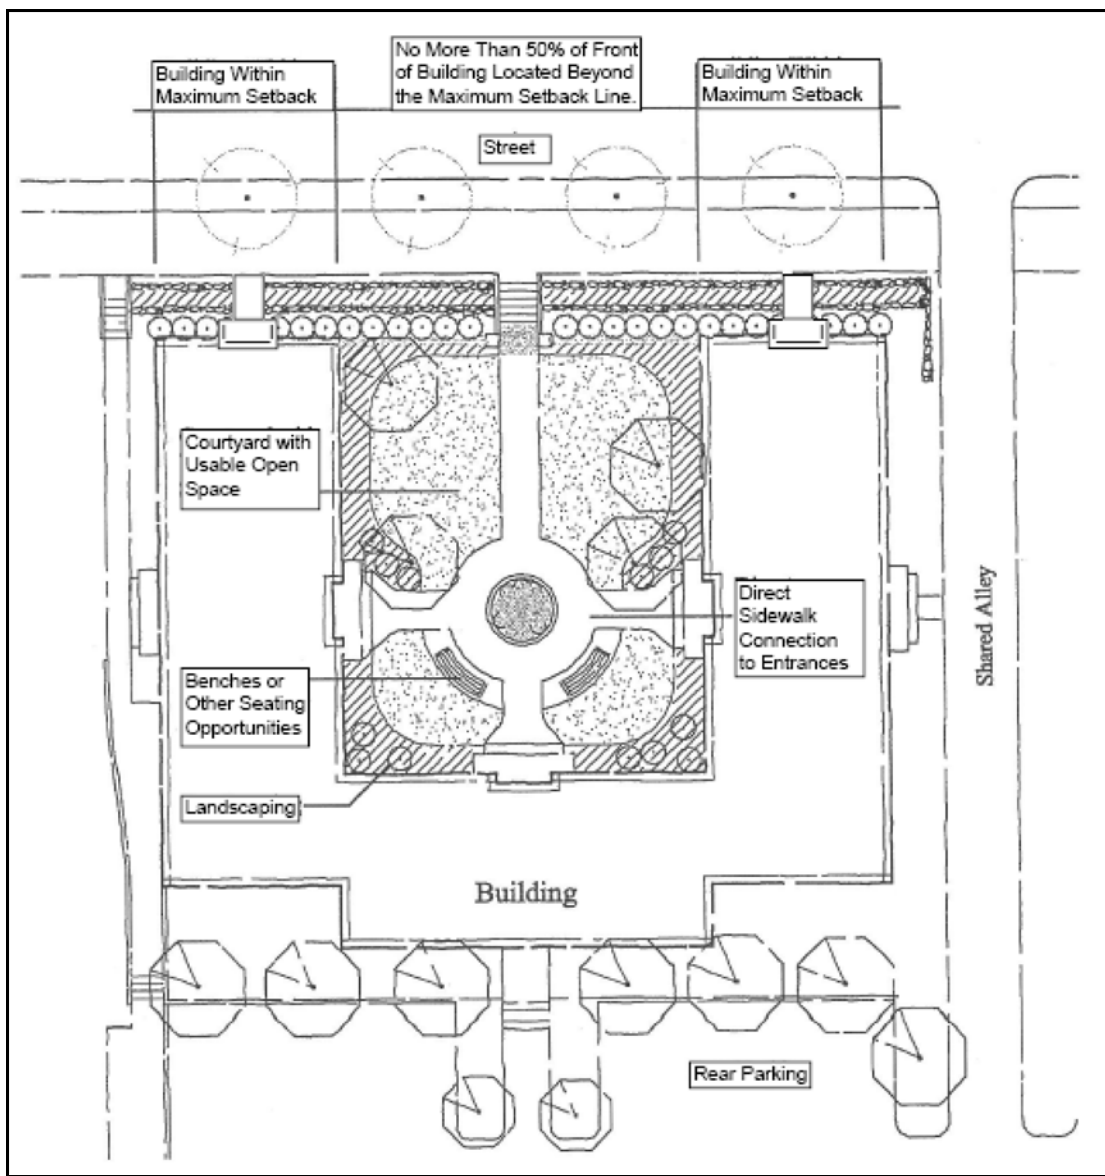 No More Than 50% of Front
of Building Located Beyond
the Maximum Setback Line.
Building Within
Maximum Setback
Building Within
Maximum Setback
Street
Courtyard with
Usable Open
Space
Direct
Sidewalk
Connection
to Entrances
Shared Alley
Benches or
Other Seating
Opportunities
Landscaping
Building
Rear Parking